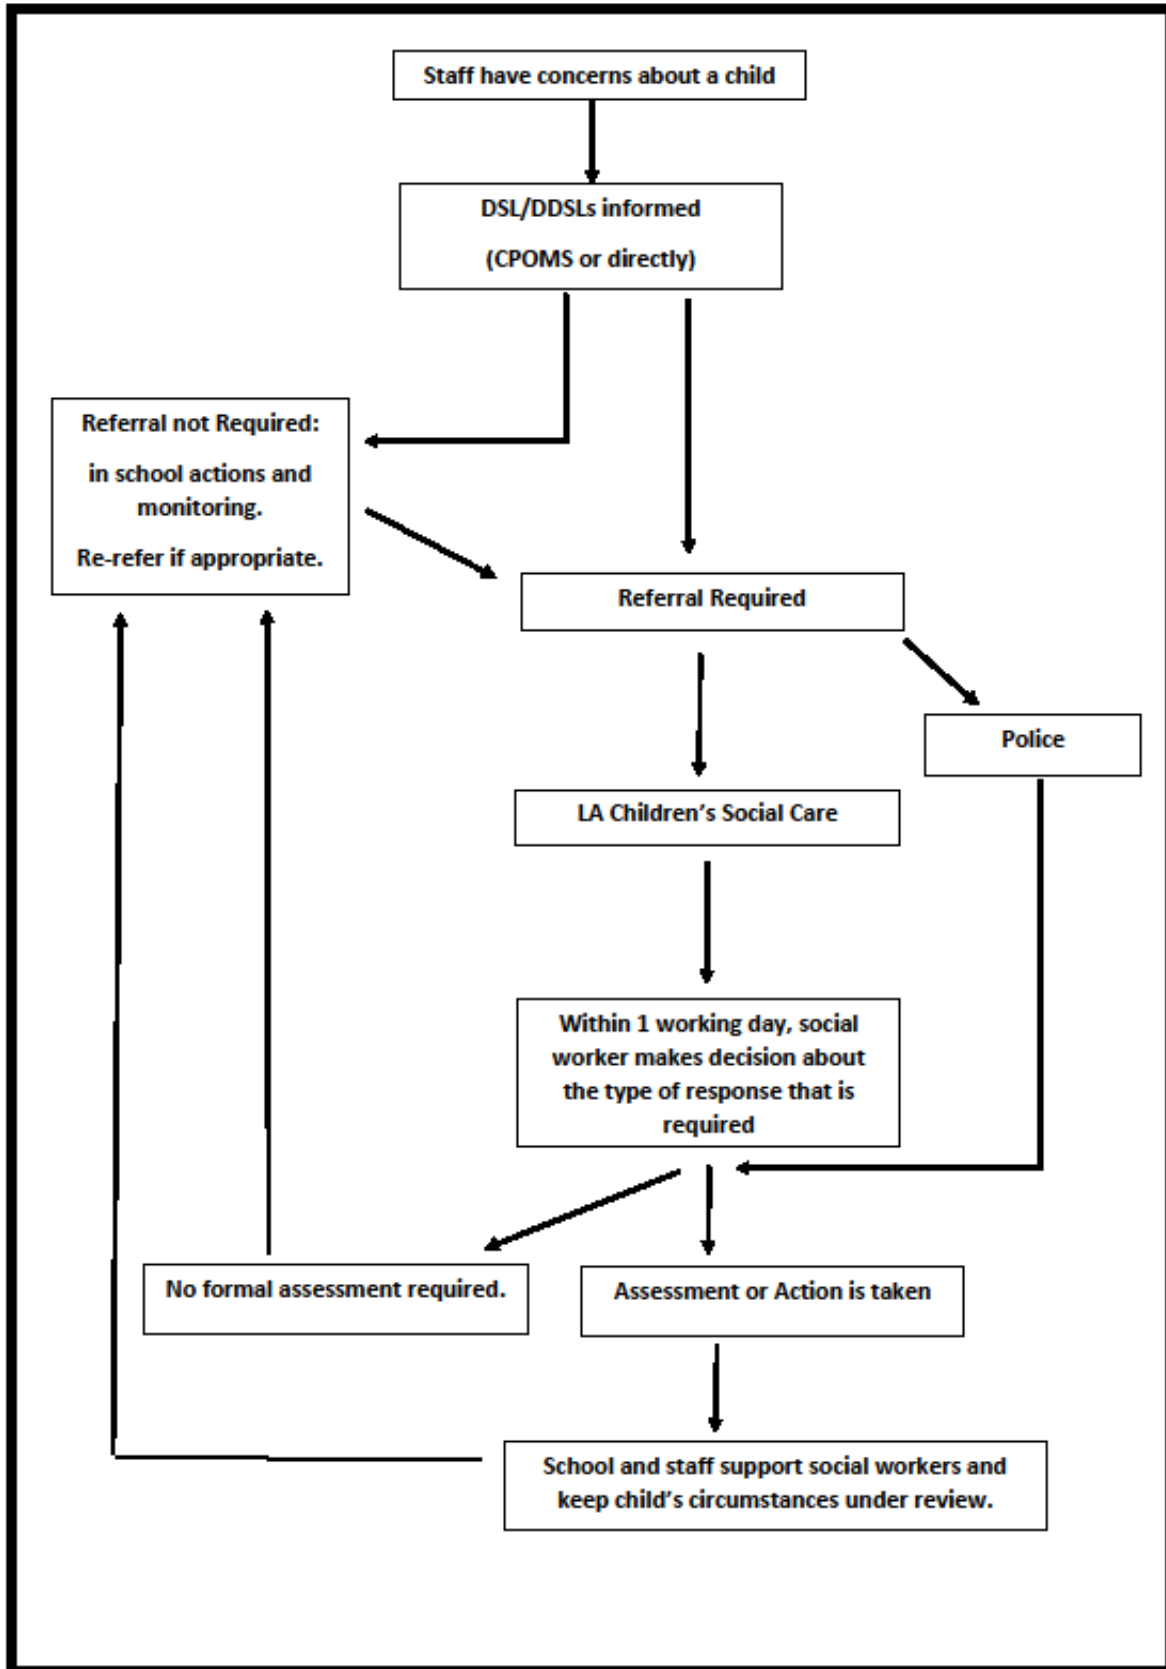 Staff have concerns about a child
DSL/DDSLs informed
(CPOMS or directly)
Referral not Required:
in school actions and
monitoring.
Re-refer if appropriate.
Referral Required
Police
LA Children's Social Care
Within 1 working day, social
worker makes decision about
the type of response that is
required
No formal assessment required.
Assessment or Action is taken
School and staff support social workers and
keep child's circumstances under review.